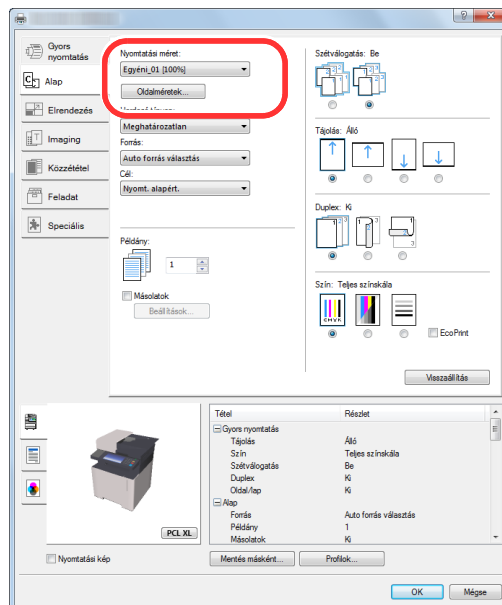 Gyors nyomtatás
Alap
Elrendezés
Imaging
Közzététel
Feladat
Speciális
Nyomtatási méret:
Egyéni_01 [100%]
Oldalméretek...
Meghatározatlan
Forrás:
Auto forrás választás
Cél:
Nyomt. alapért.
Példány:
1
Másolatok
Beállítások...
Szétválogatás: Be
Tájolás: Álló
Duplex: Ki
Szín: Teljes színskála
CMYK
EcoPrint
Visszaállítás
Tétel Részlet
Gyors nyomtatás
Tájolás Álló
Szín Teljes színskála
Szétválogatás Be
Duplex Ki
Oldal/lap Ki
Alap
Forrás Auto forrás választás
Példány 1
Másolatok Ki
PCL XL
Nyomtatási kép
Mentés másként... Profilok...
OK Mégse